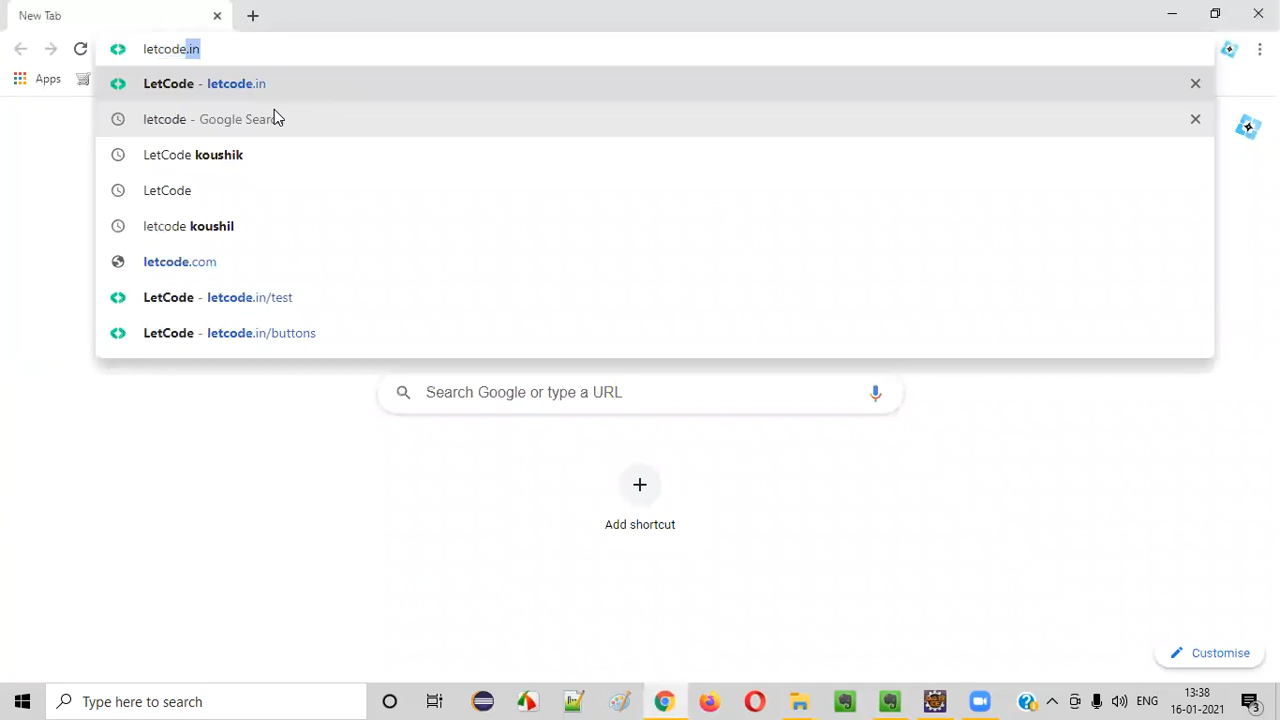 New Tab
letcode.in
Apps
LetCode - letcode.in
letcode - Google Search
LetCode koushik
LetCode
letcode koushil
letcode.com
LetCode - letcode.in/test
LetCode - letcode.in/buttons
Search Google or type a URL
Add shortcut
Customise
Type here to search
ENG
13:38
16-01-2021
3